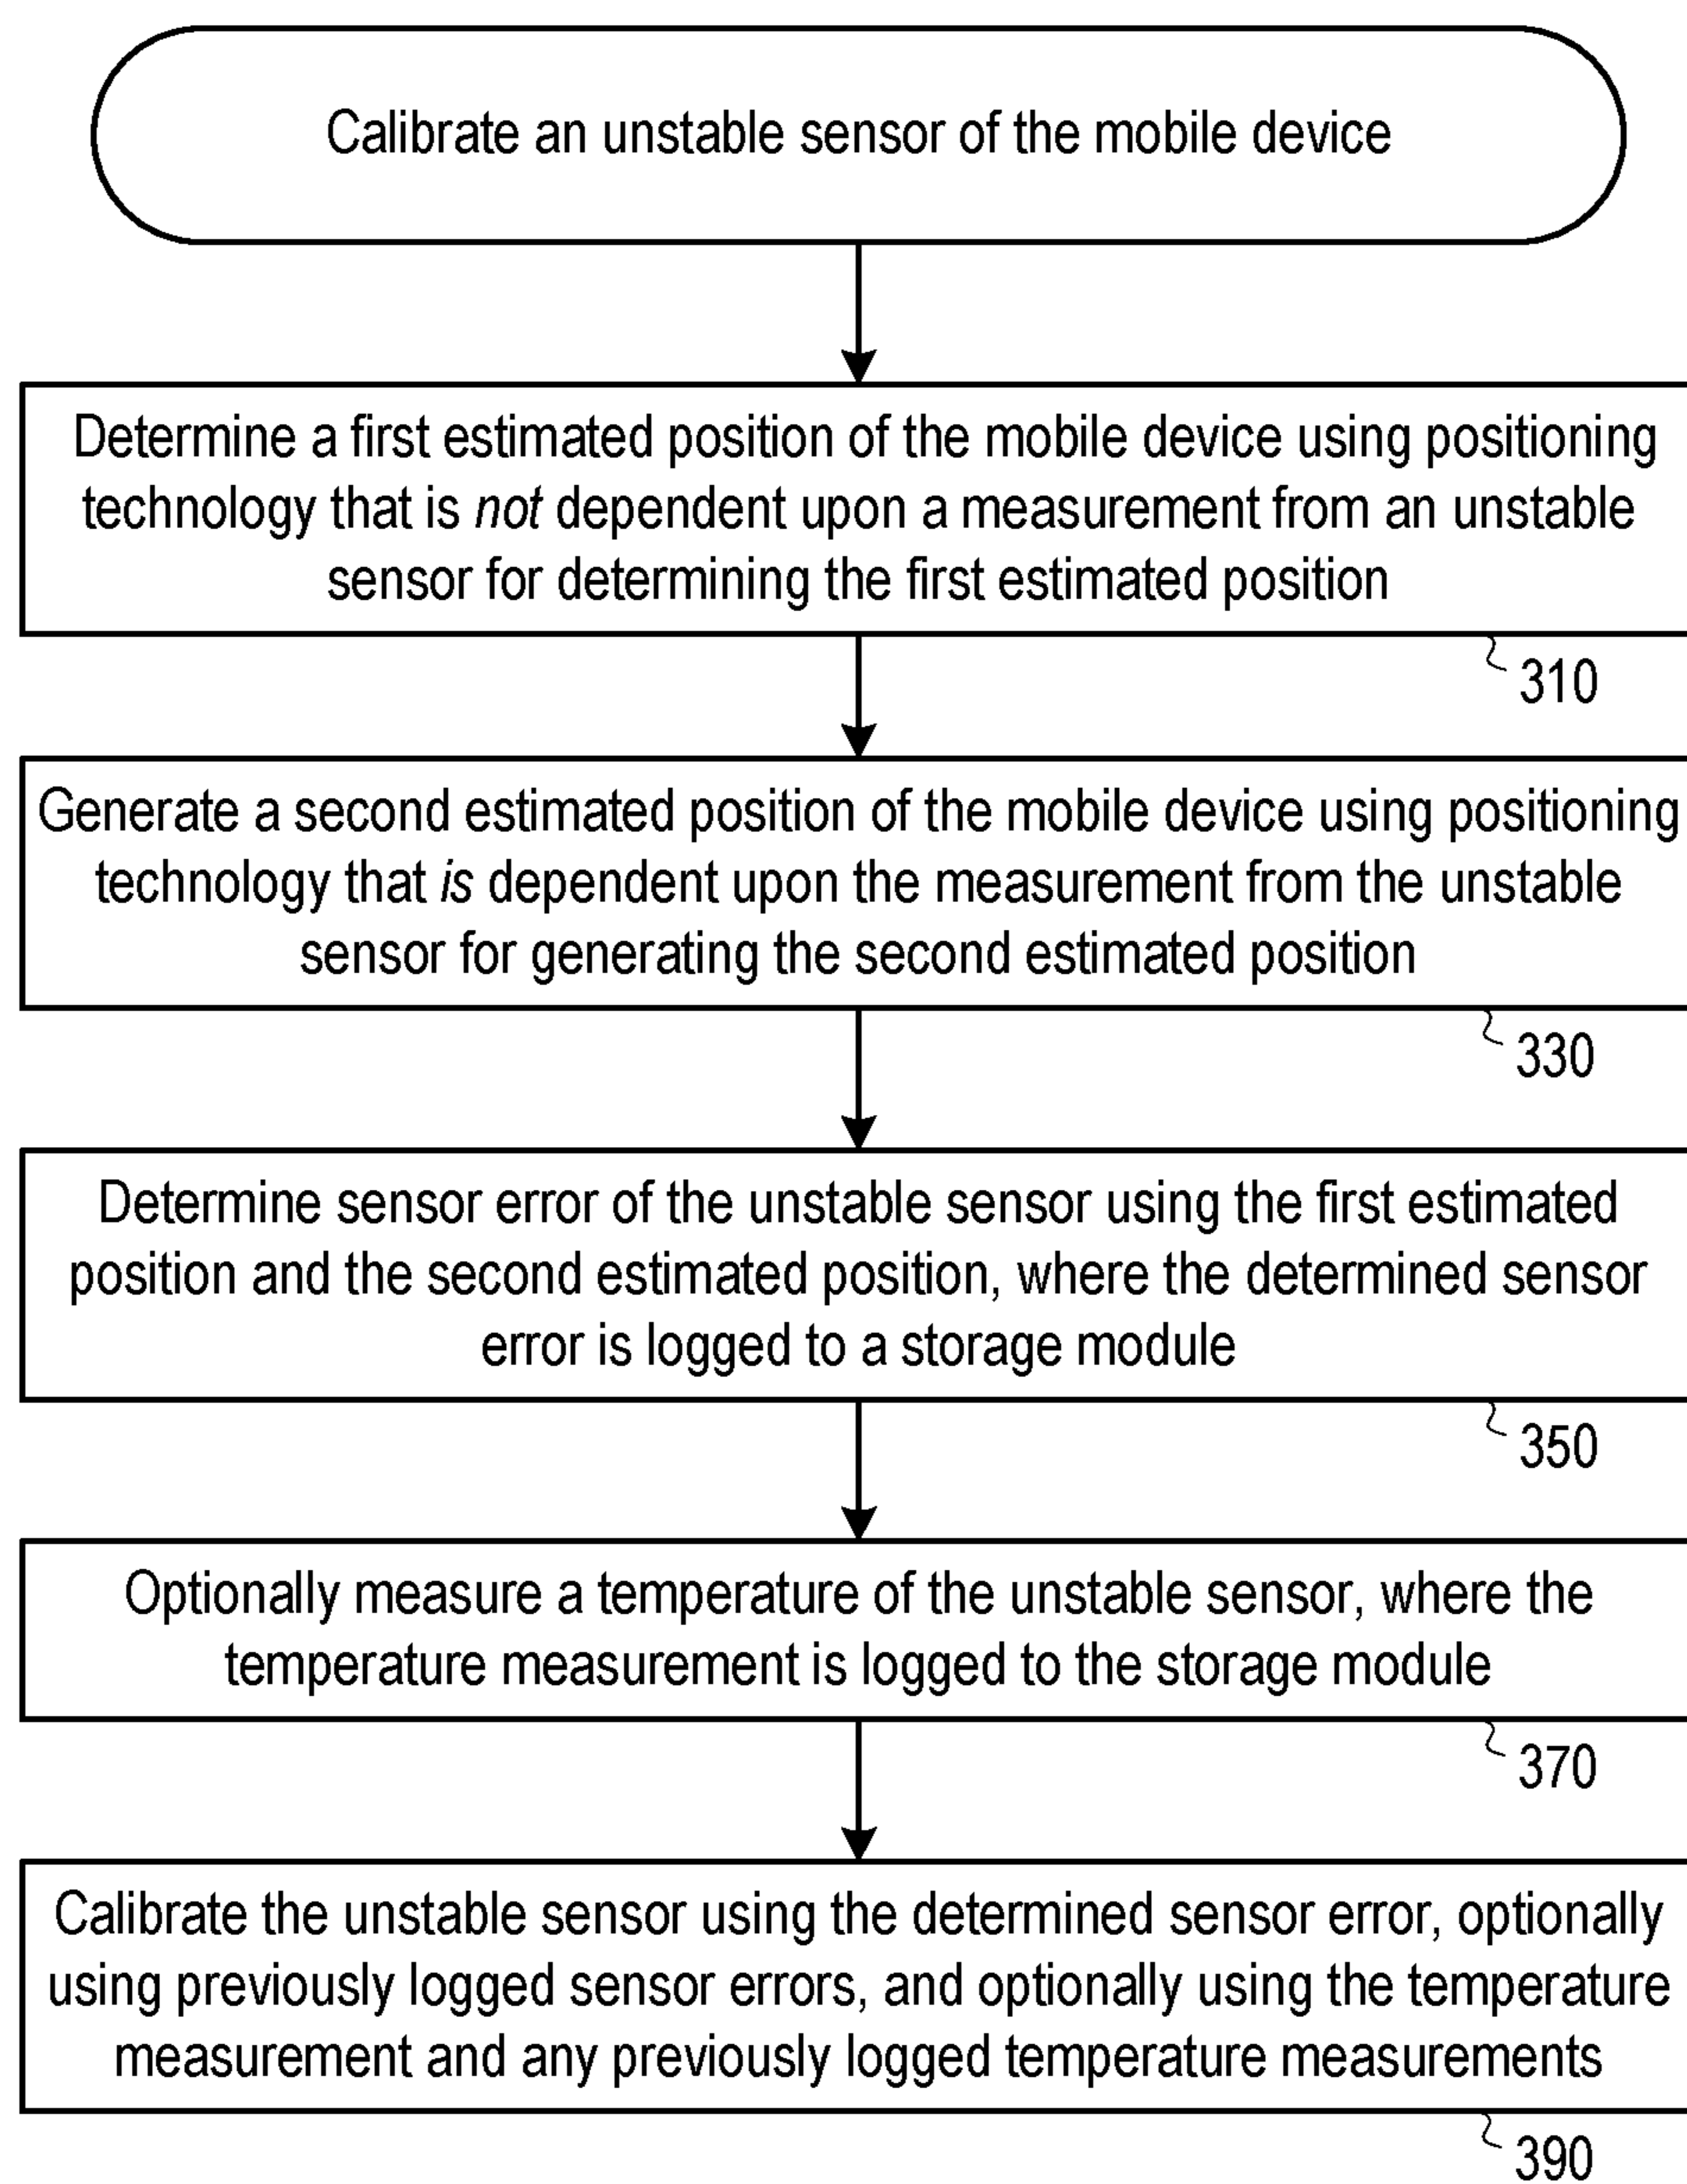 Calibrate an unstable sensor of the mobile device
Determine a first estimated position of the mobile device using positioning
technology that is not dependent upon a measurement from an unstable
sensor for determining the first estimated position
310
Generate a second estimated position of the mobile device using positioning
technology that is dependent upon the measurement from the unstable
sensor for generating the second estimated position
330
Determine sensor error of the unstable sensor using the first estimated
position and the second estimated position, where the determined sensor
error is logged to a storage module
350
Optionally measure a temperature of the unstable sensor, where the
temperature measurement is logged to the storage module
370
Calibrate the unstable sensor using the determined sensor error, optionally
using previously logged sensor errors, and optionally using the temperature
measurement and any previously logged temperature measurements
390